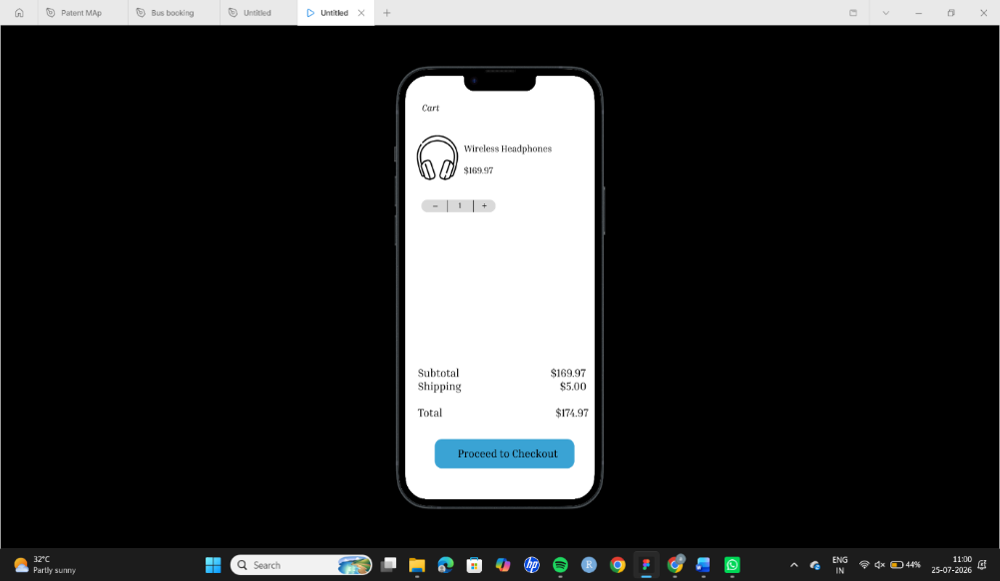 Patent MAp
Bus booking
Untitled
Untitled
Cart
Wireless Headphones
$169.97
− 1 +
Subtotal $169.97
Shipping $5.00
Total $174.97
Proceed to Checkout
32°C
Partly sunny
Search
hp
R
W
ENG
IN
44%
11:00
25-07-2026